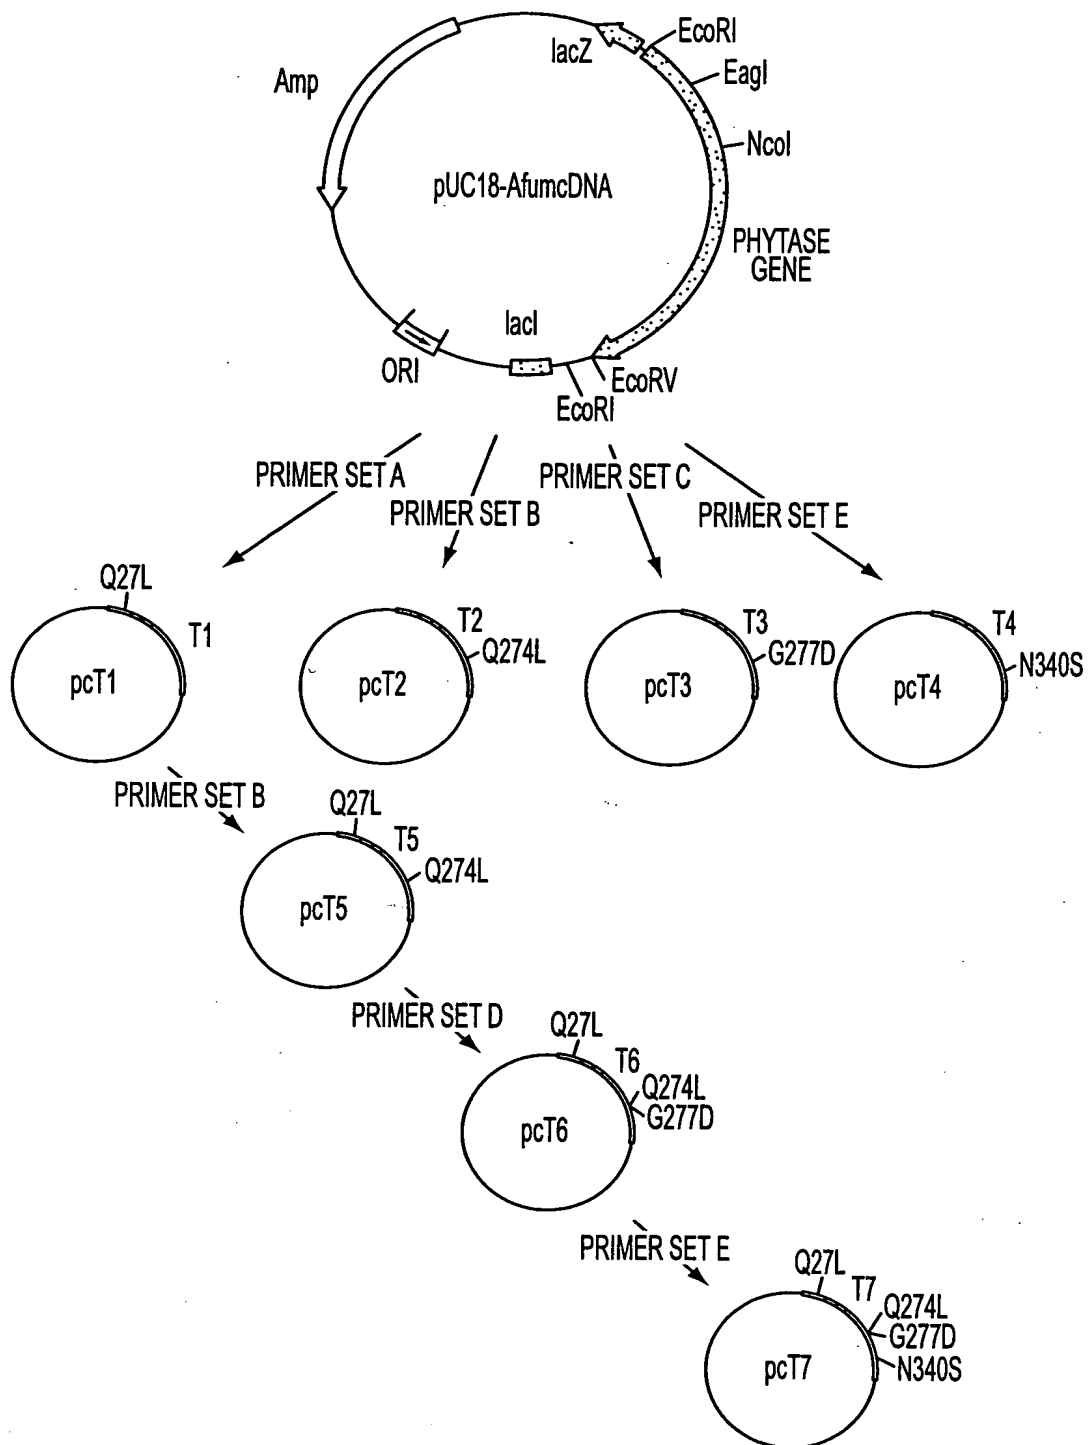 EcoRI
lacZ
EagI
Amp
NcoI
pUC18-AfumcDNA
PHYTASE
GENE
lacI
ORI
EcoRV
EcoRI
PRIMER SET A
PRIMER SET C
PRIMER SET B
PRIMER SET E
Q27L
T1
pcT1
T2
Q274L
pcT2
T3
G277D
pcT3
T4
N340S
pcT4
PRIMER SET B
Q27L
T5
Q274L
pcT5
PRIMER SET D
Q27L
T6
Q274L
G277D
pcT6
PRIMER SET E
Q27L
T7
Q274L
G277D
N340S
pcT7